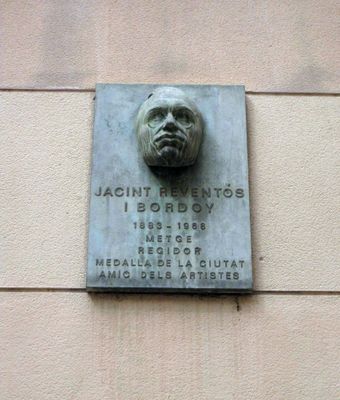 JACINT REVENTÓS
I BORDOY
1883 - 1968
METGE
REGIDOR
MEDALLA DE LA CIUTAT
AMIC DELS ARTISTES